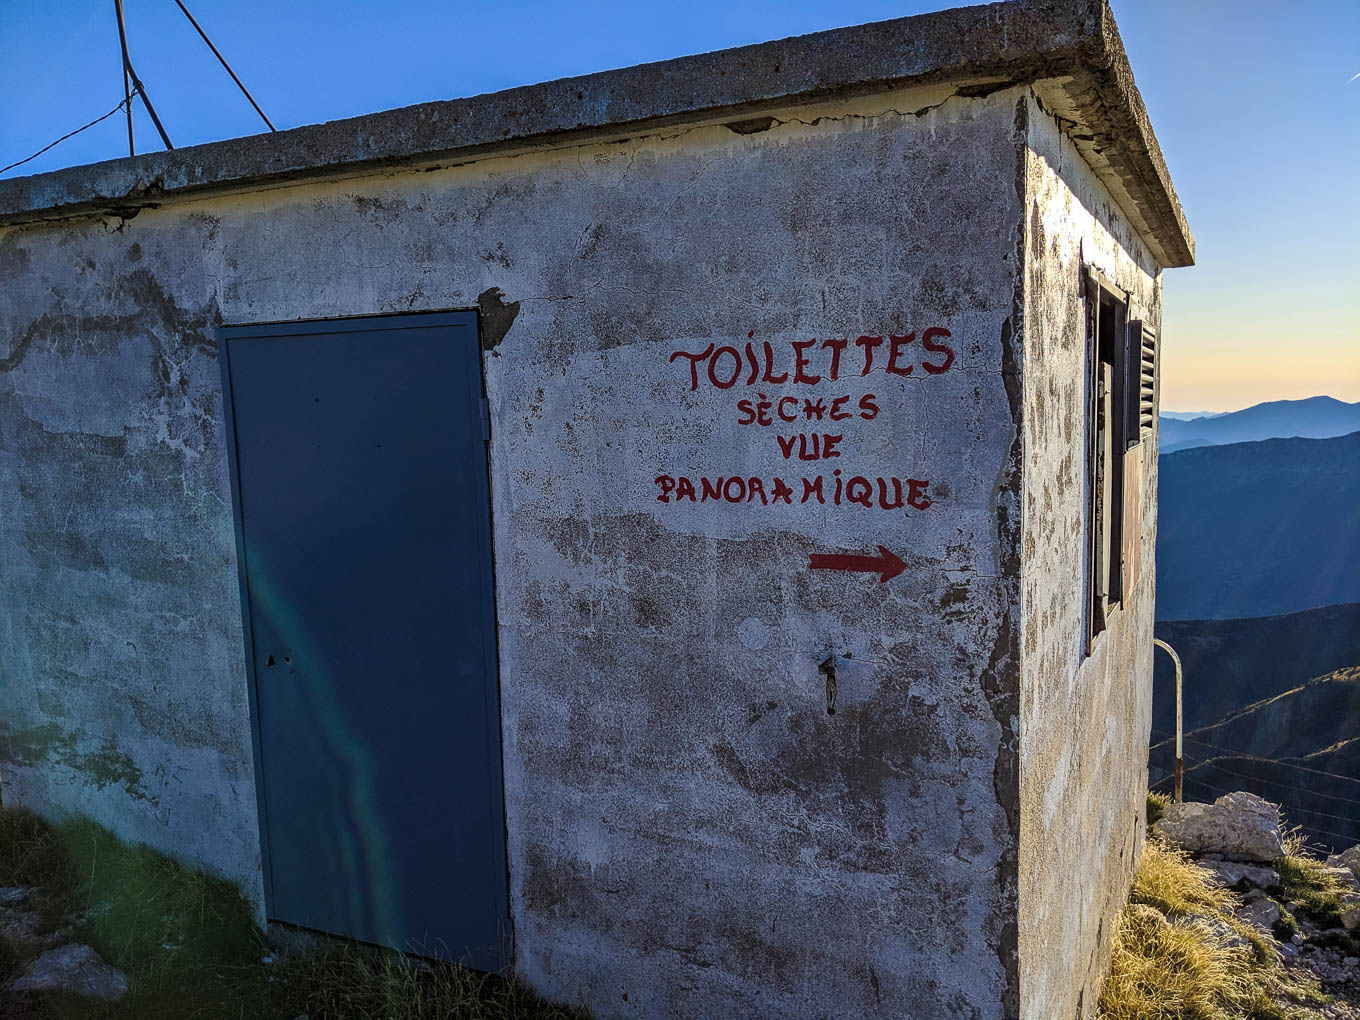 TOILETTES
SÈCHES
VUE
PANORAMIQUE